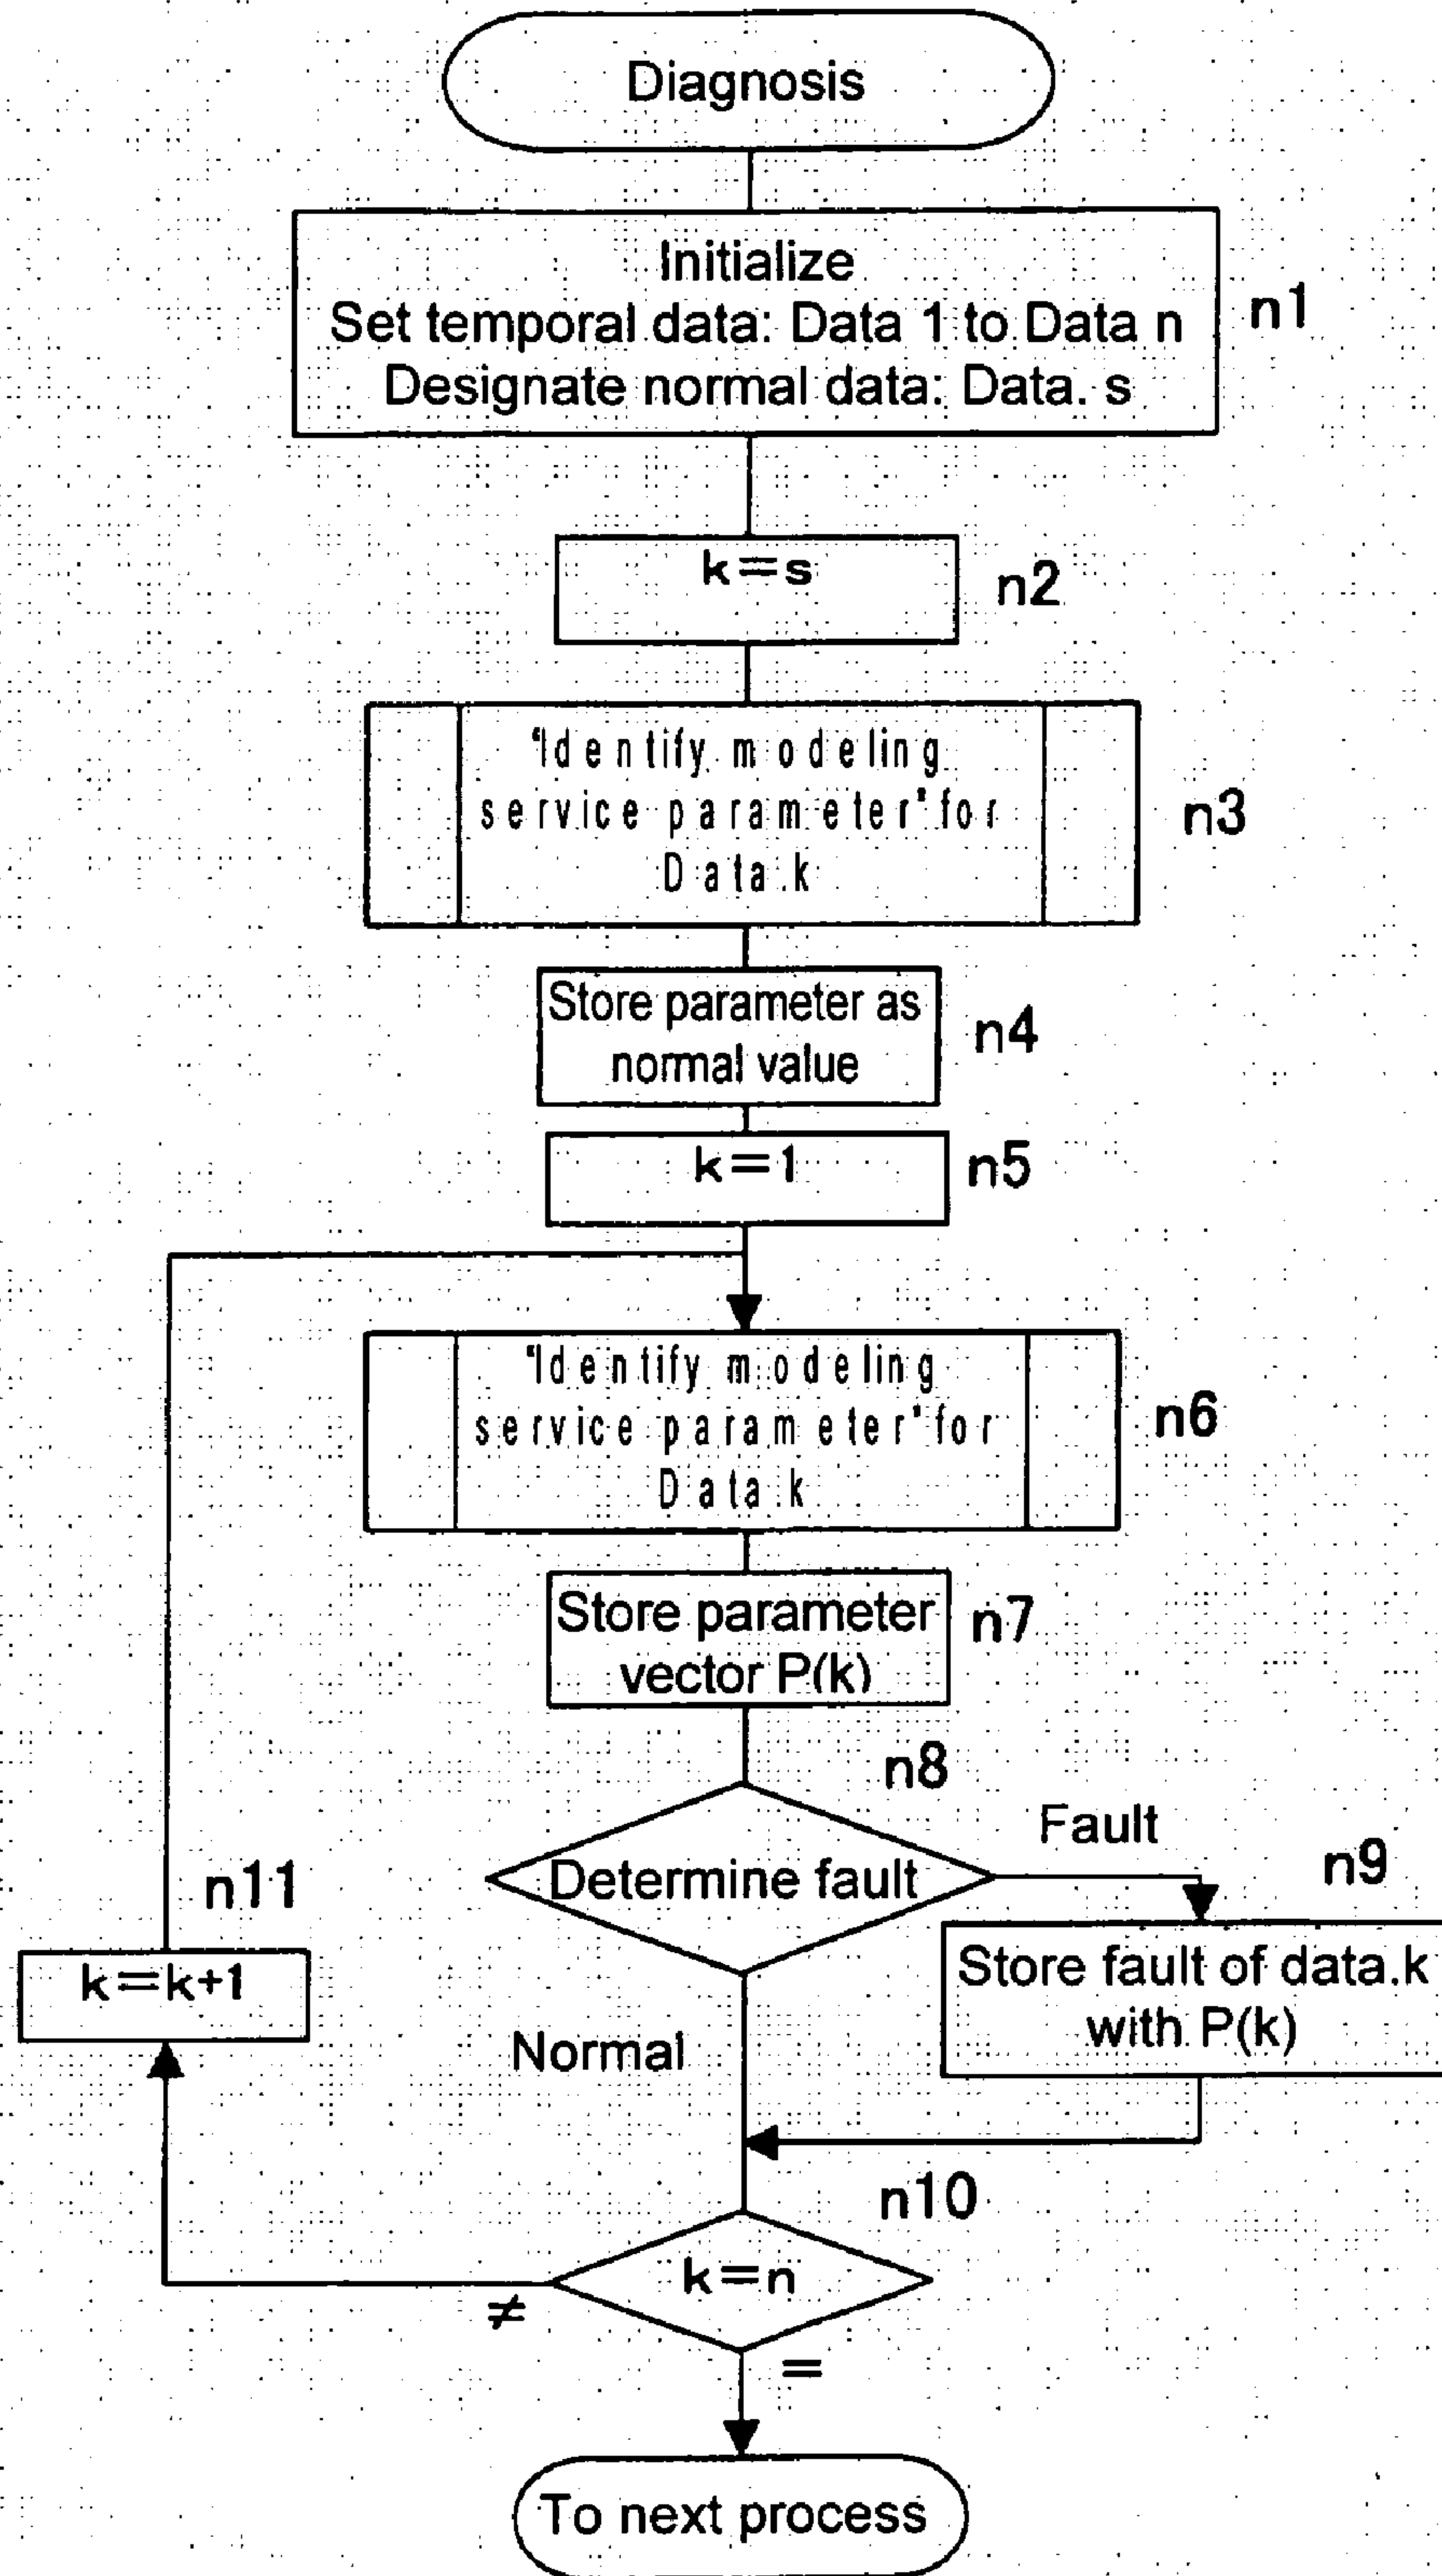 Diagnosis
Initialize
Set temporal data: Data 1 to Data n
Designate normal data: Data. s
n1
k=s
n2
"Identify modeling
service parameter" for
Data.k
n3
Store parameter as
normal value
n4
k=1
n5
"Identify modeling
service parameter" for
Data.k
n6
Store parameter
vector P(k)
n7
n8
Determine fault
Fault
n9
Store fault of data.k
with P(k)
n11
k=k+1
Normal
n10
k=n
≠
=
To next process